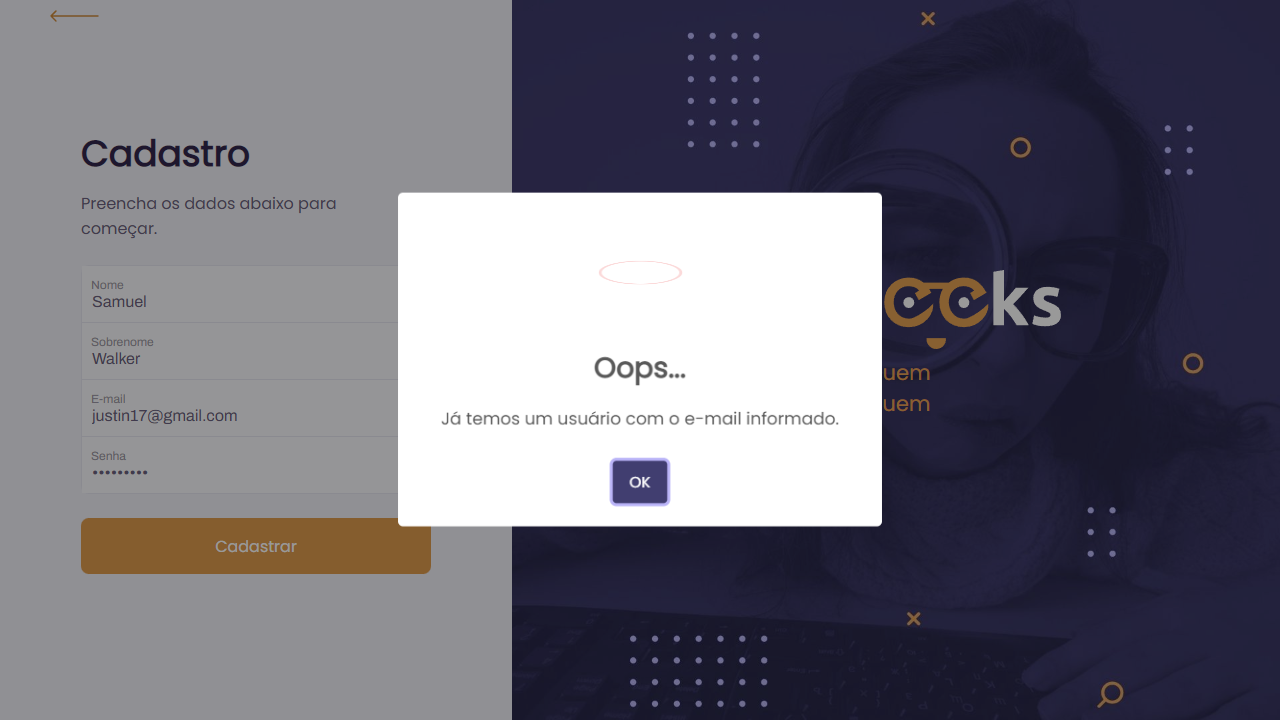 Cadastro
Preencha os dados abaixo para
começar.
Nome
Samuel
Sobrenome
Walker
E-mail
justin17@gmail.com
Senha
•••••••••
Cadastrar
Oops...
Já temos um usuário com o e-mail informado.
OK
ooks
uem
uem